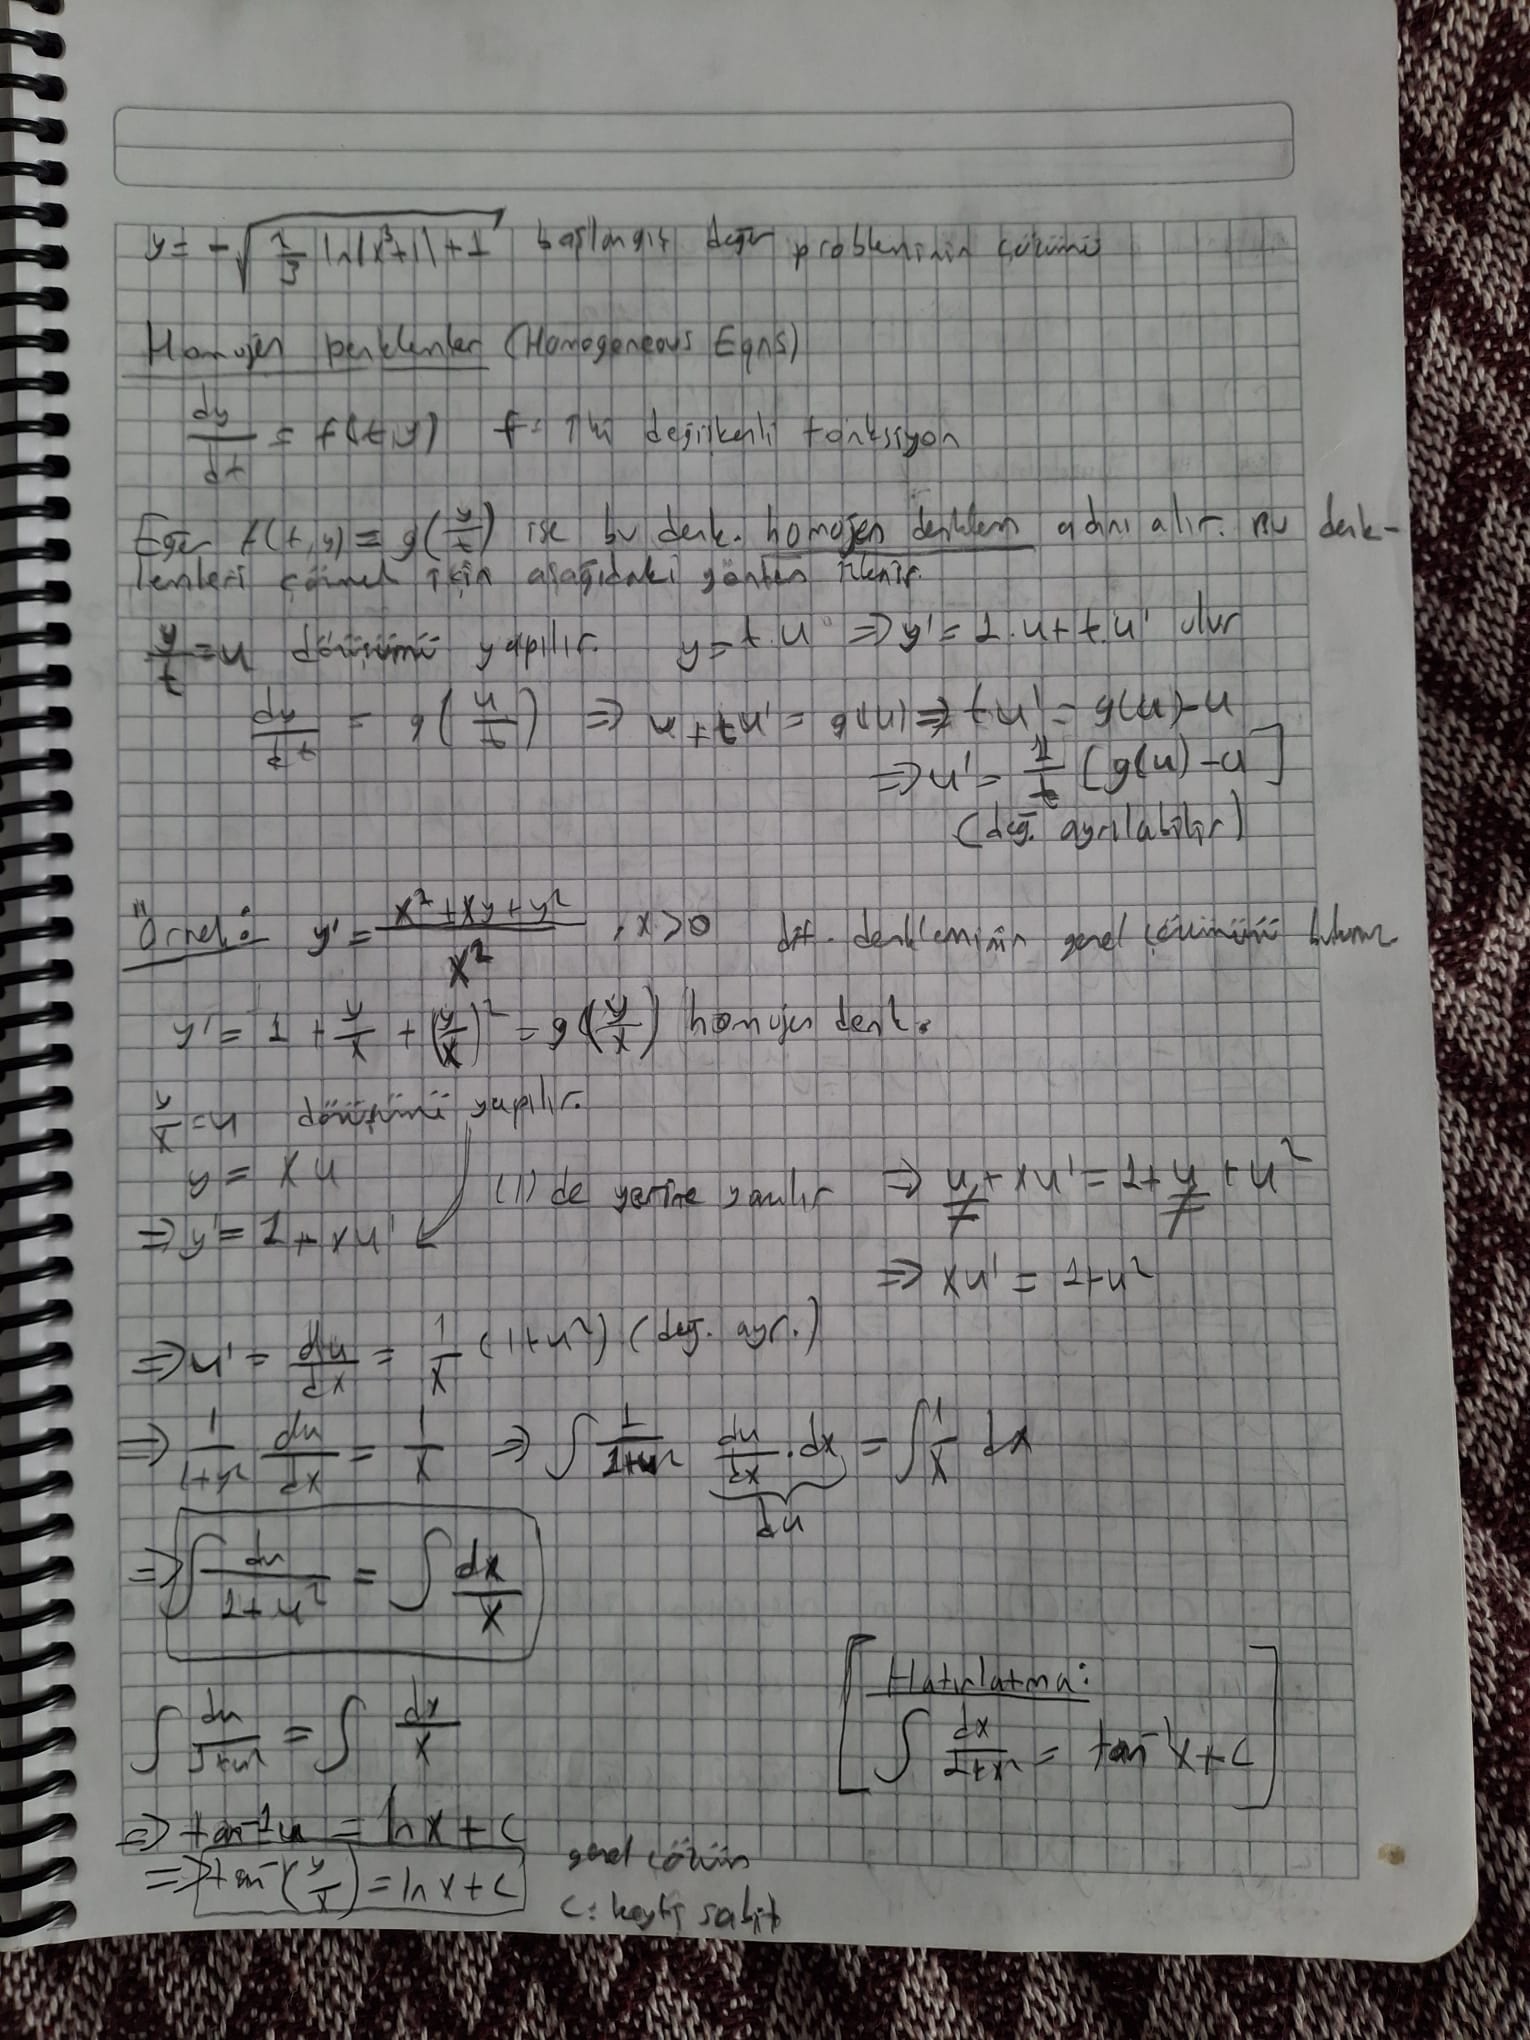 y = -√(2/3 ln|x³+1| + 1) başlangıç değer probleminin çözümü
Homojen Denklemler (Homogeneous Eqns)
dy/dt = f(t,y) f: iki değişkenli fonksiyon
Eğer f(t,y) = g(y/t) ise bu denk. homojen denklem adını alır. Bu denk-
lemleri çözmek için aşağıdaki yöntem izlenir.
y/t = u dönüşümü yapılır. y = t.u ⇒ y' = 1.u + t.u' olur
dy/dt = g(u/t) ⇒ u + tu' = g(u) ⇒ tu' = g(u)-u
⇒ u' = 1/t [g(u)-u]
(değ. ayrılabilir)
Örnek: y' = (x²+xy+y²)/x² , x>0 dif. denkleminin genel çözümünü bulunuz
y' = 1 + y/x + (y/x)² = g(y/x) homojen denk.
y/x = u dönüşümü yapılır.
y = xu
⇒ y' = 1 + xu' (1) de yerine yazılır ⇒ u + xu' = 1 + u + u²
⇒ xu' = 1+u²
⇒ u' = du/dx = 1/x (1+u²) (değ. ayr.)
⇒ 1/(1+u²) du/dx = 1/x ⇒ ∫ 1/(1+u²) du/dx . dx = ∫ 1/x dx
du
⇒ ∫ du/(1+u²) = ∫ dx/x
Hatırlatma:
∫ du/(1+u²) = ∫ dx/x
∫ dx/(1+x²) = tan⁻¹x + C
⇒ tan⁻¹u = lnx + C
⇒ tan⁻(y/x) = lnx + C genel çözüm
C: keyfi sabit